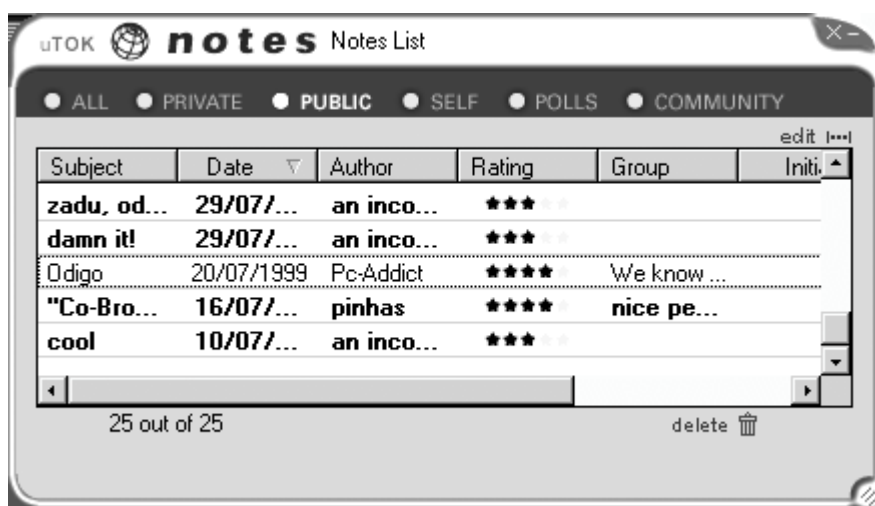 uTOK notes Notes List
ALL PRIVATE PUBLIC SELF POLLS COMMUNITY
edit
Subject Date Author Rating Group Initi
zadu, od... 29/07/... an inco...
damn it! 29/07/... an inco...
Odigo 20/07/1999 Pc-Addict We know ...
"Co-Bro... 16/07/... pinhas nice pe...
cool 10/07/... an inco...
25 out of 25 delete